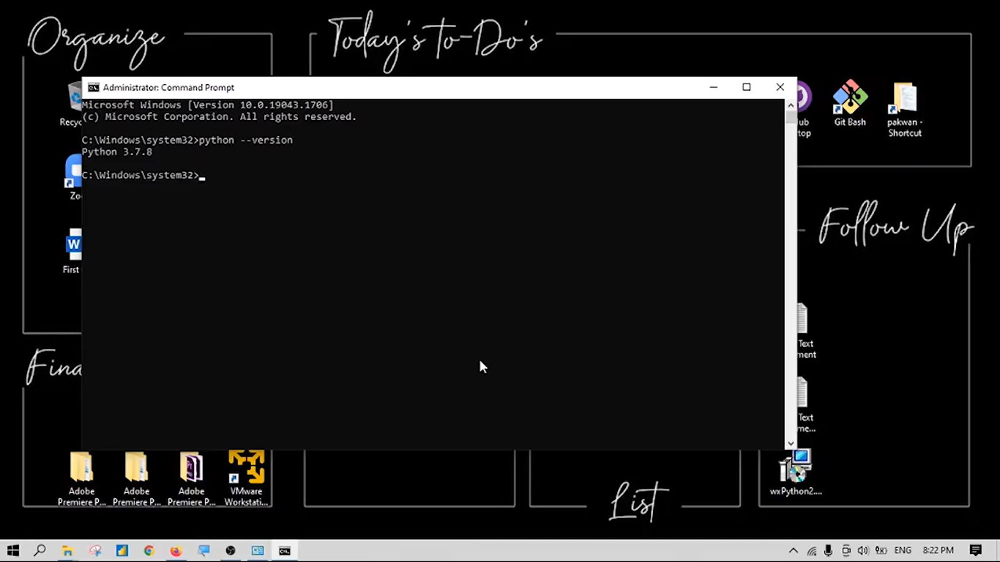 Organize
Today's to-Do's
Administrator: Command Prompt
Microsoft Windows [Version 10.0.19043.1706]
(c) Microsoft Corporation. All rights reserved.
C:\Windows\system32>python --version
Python 3.7.8
C:\Windows\system32>
Recyc
Zo
W
First
Git Bash
pakwan -
Shortcut
ub
top
Follow Up
Text
ment
Text
me...
wxPython2....
Fina
Adobe
Premiere P...
Adobe
Premiere P...
Adobe
Premiere P...
VMware
Workstati...
List
ENG
8:22 PM